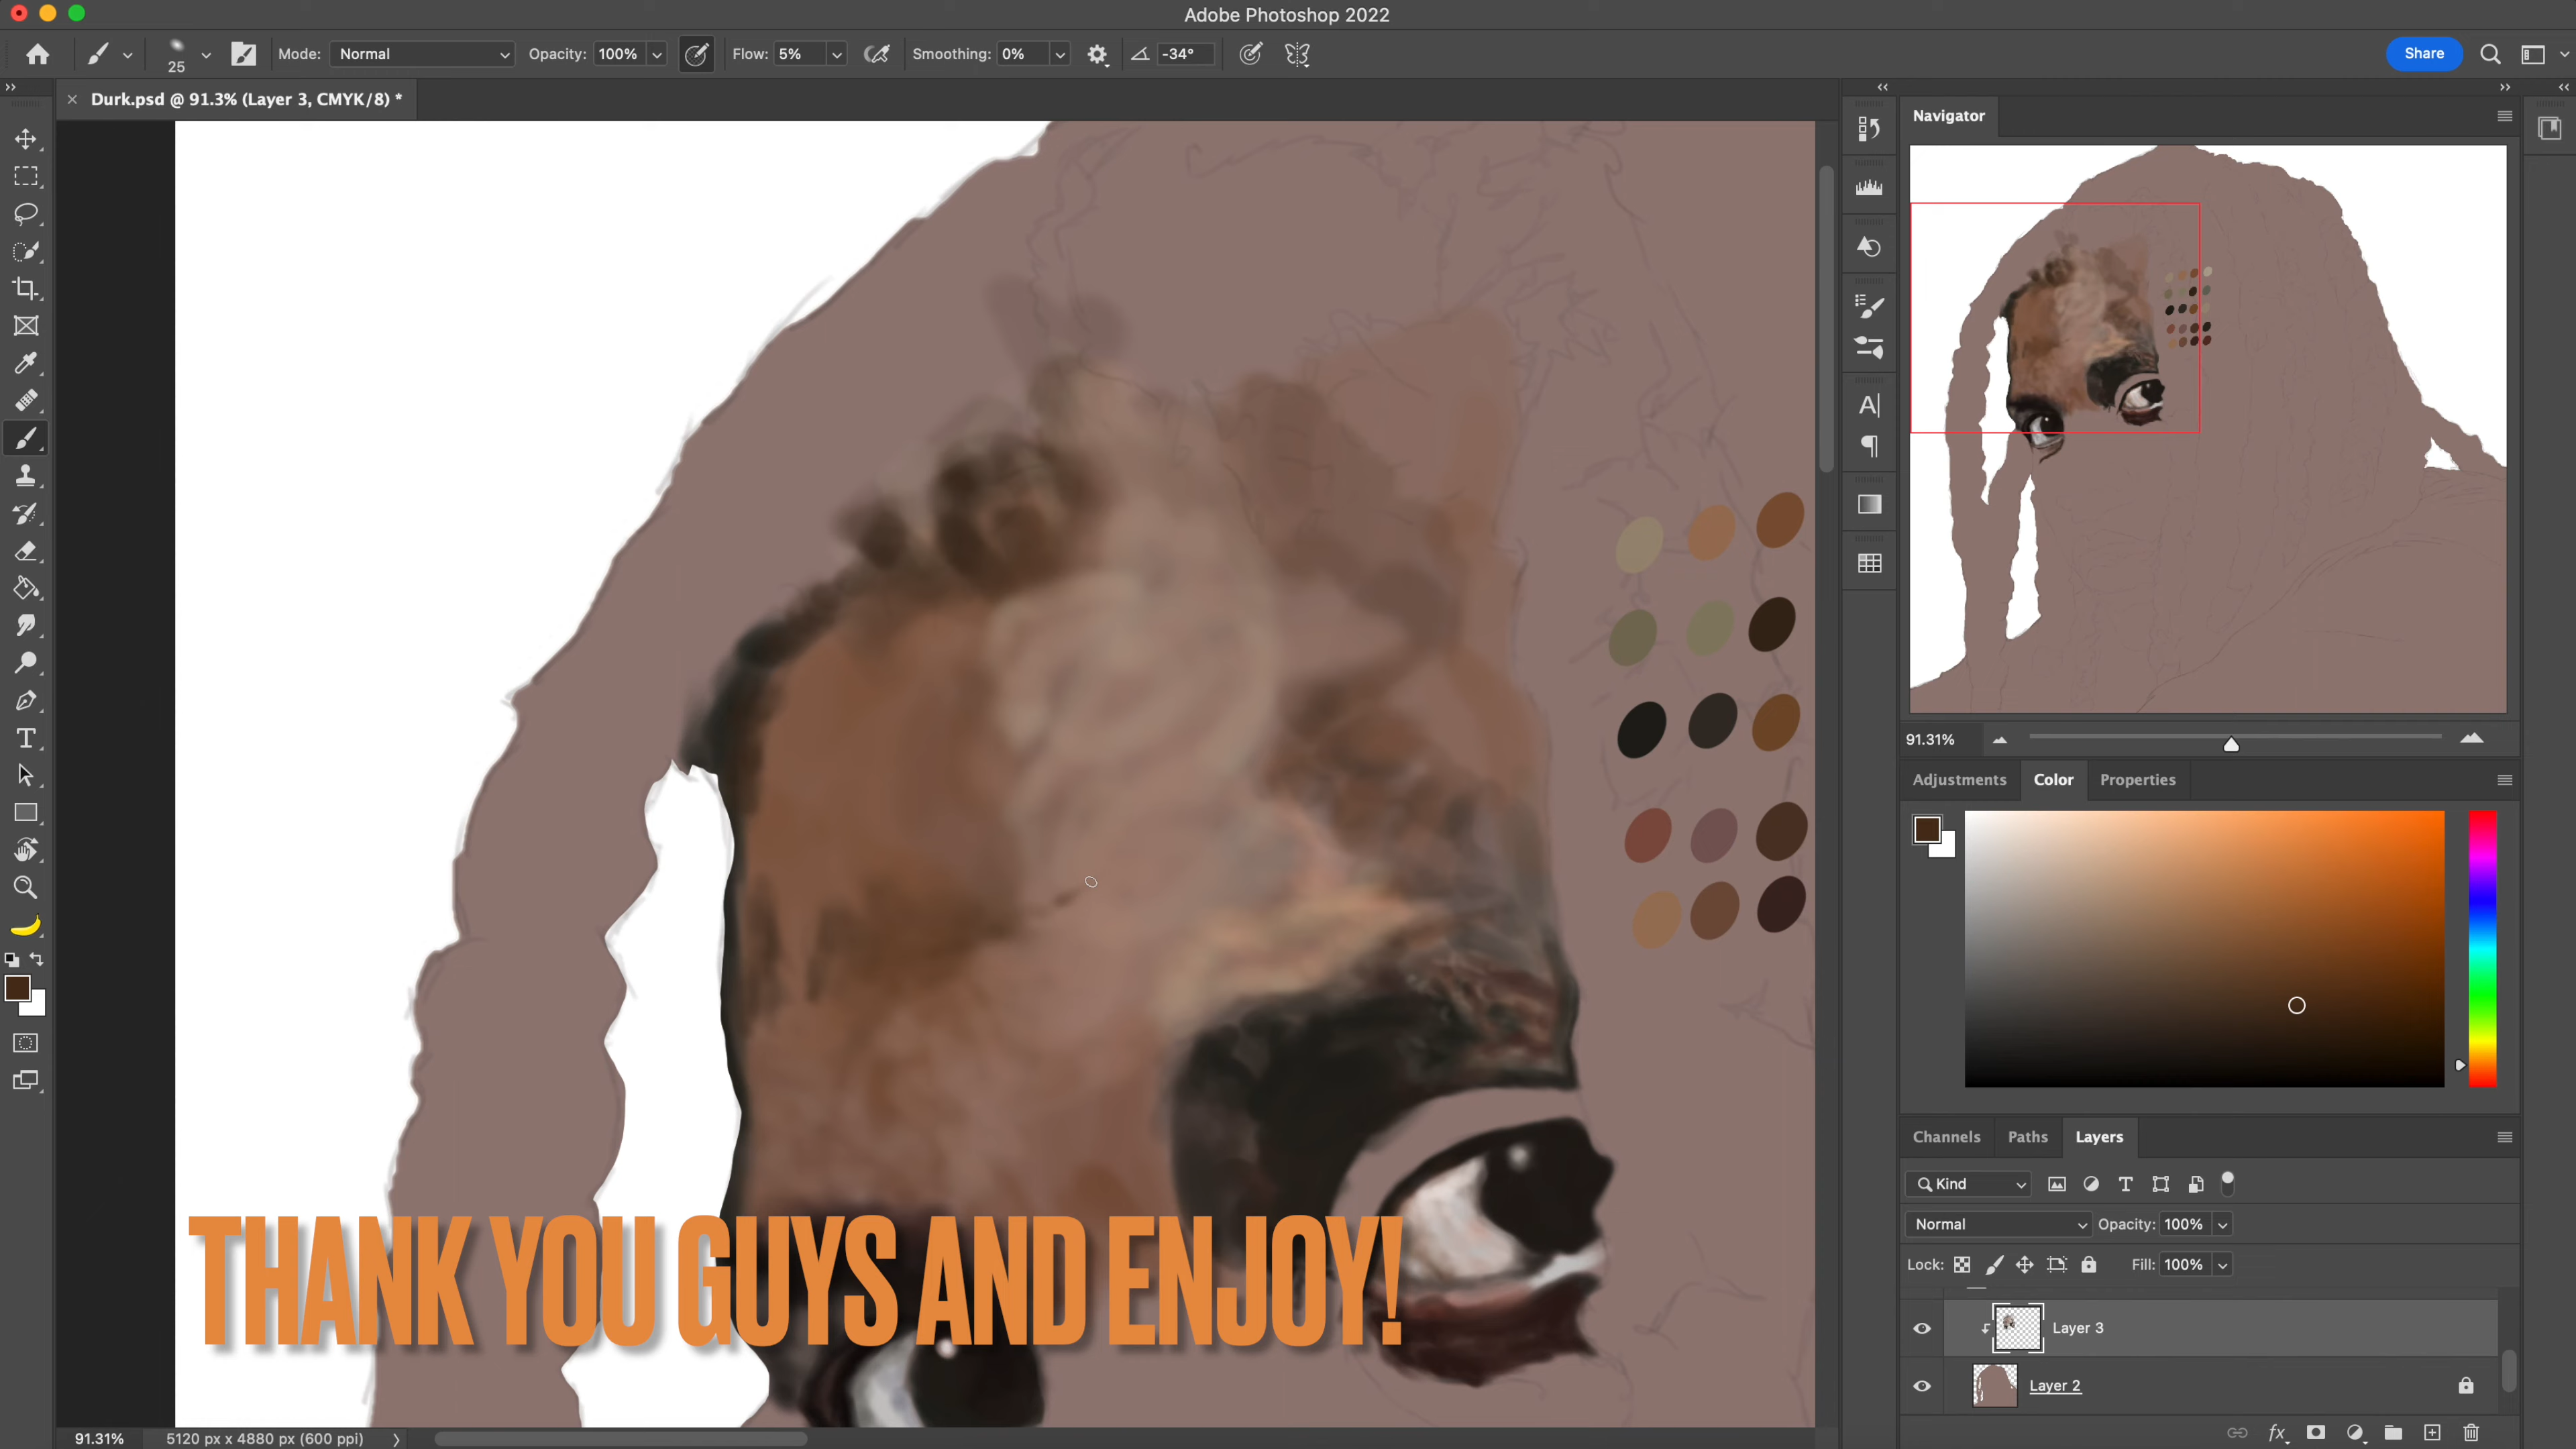 Adobe Photoshop 2022
25
Mode: Normal
Opacity: 100%
Flow: 5%
Smoothing: 0%
-34°
Share
Durk.psd @ 91.3% (Layer 3, CMYK/8) *
Navigator
91.31%
Adjustments
Color
Properties
Channels
Paths
Layers
Kind
Normal
Opacity: 100%
Lock:
Fill: 100%
Layer 3
Layer 2
THANK YOU GUYS AND ENJOY!
91.31%
5120 px x 4880 px (600 ppi)